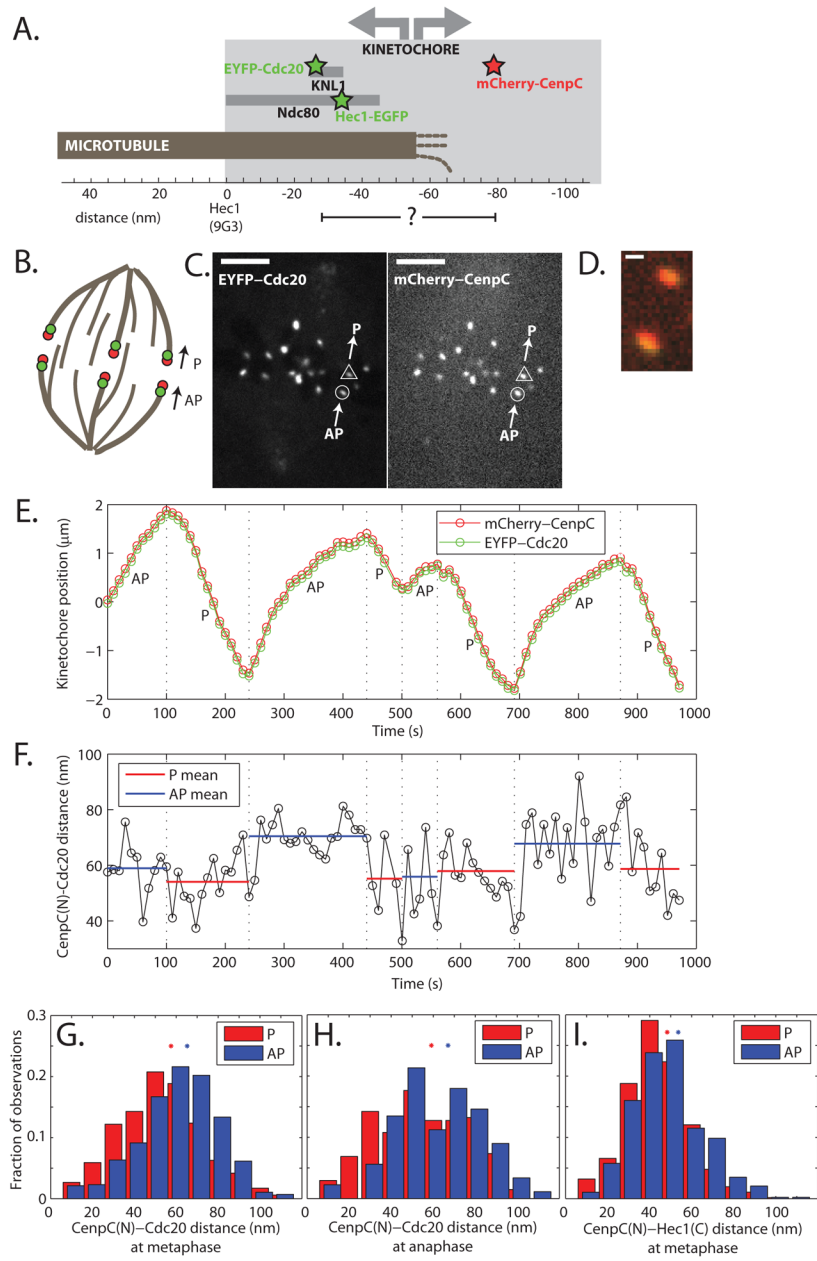 A.
KINETOCHORE
EYFP-Cdc20
KNL1
mCherry-CenpC
Ndc80
Hec1-EGFP
MICROTUBULE
40 20 0 -20 -40 -60 -80 -100
distance (nm)
Hec1
(9G3)
?
B.
P
AP
C.
EYFP–Cdc20
P
AP
mCherry–CenpC
P
AP
D.
E.
Kinetochore position (μm)
2
1
0
−1
−2
mCherry–CenpC
EYFP–Cdc20
AP
P
AP
P
AP
P
AP
P
0 100 200 300 400 500 600 700 800 900 1000
Time (s)
F.
CenpC(N)-Cdc20 distance (nm)
100
80
60
40
P mean
AP mean
0 100 200 300 400 500 600 700 800 900 1000
Time (s)
Fraction of observations
0.3
0.2
0.1
0
G.
P
AP
20 40 60 80 100
CenpC(N)−Cdc20 distance (nm)
at metaphase
H.
P
AP
0 20 40 60 80 100
CenpC(N)−Cdc20 distance (nm)
at anaphase
I.
P
AP
0 20 40 60 80 100
CenpC(N)−Hec1(C) distance (nm)
at metaphase